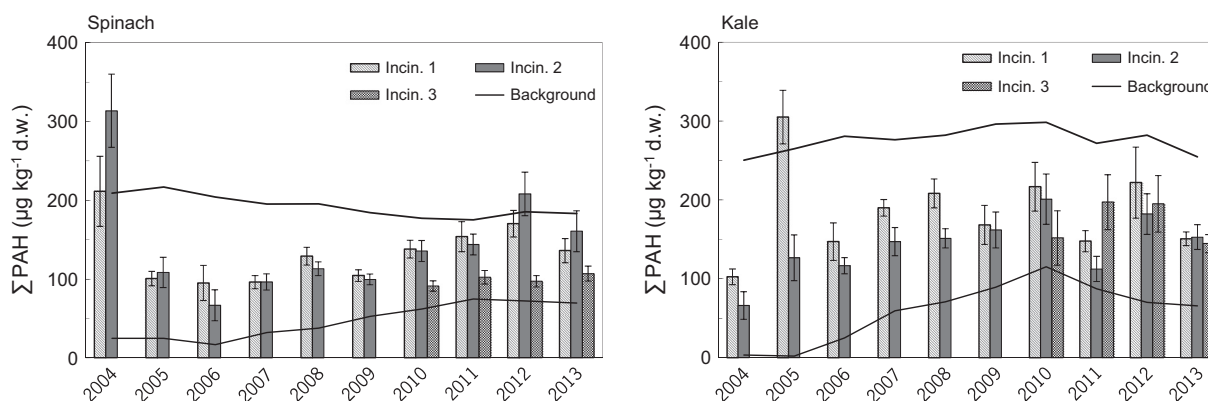 Spinach
400
300
200
100
0
∑PAH (µg kg⁻¹ d.w.)
Incin. 1
Incin. 2
Incin. 3
Background
2004
2005
2006
2007
2008
2009
2010
2011
2012
2013
Kale
400
300
200
100
0
∑PAH (µg kg⁻¹ d.w.)
Incin. 1
Incin. 2
Incin. 3
Background
2004
2005
2006
2007
2008
2009
2010
2011
2012
2013